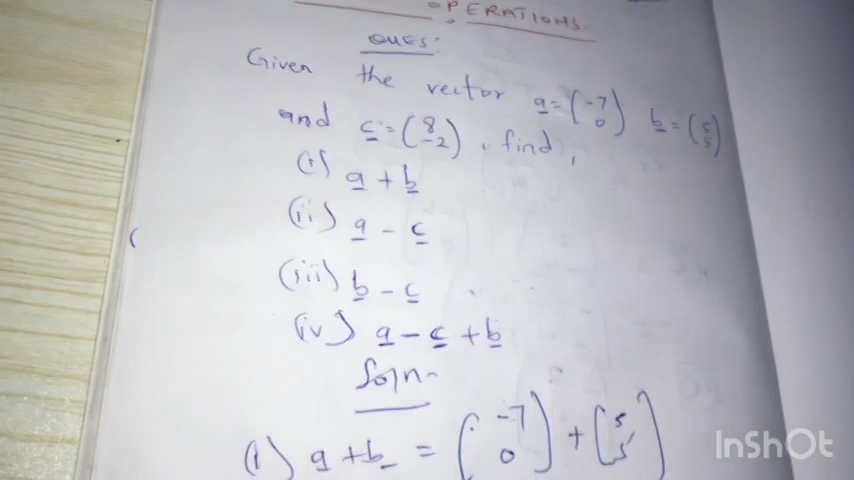 OPERATIONS.
QUES:
Given the vector a = (-7 0) b = (5 5)
and c = (8 -2), find,
(i) a + b
(ii) a - c
(iii) b - c
(iv) a - c + b
Soln-
(i) a + b = (-7 0) + (5 5)
InShOt